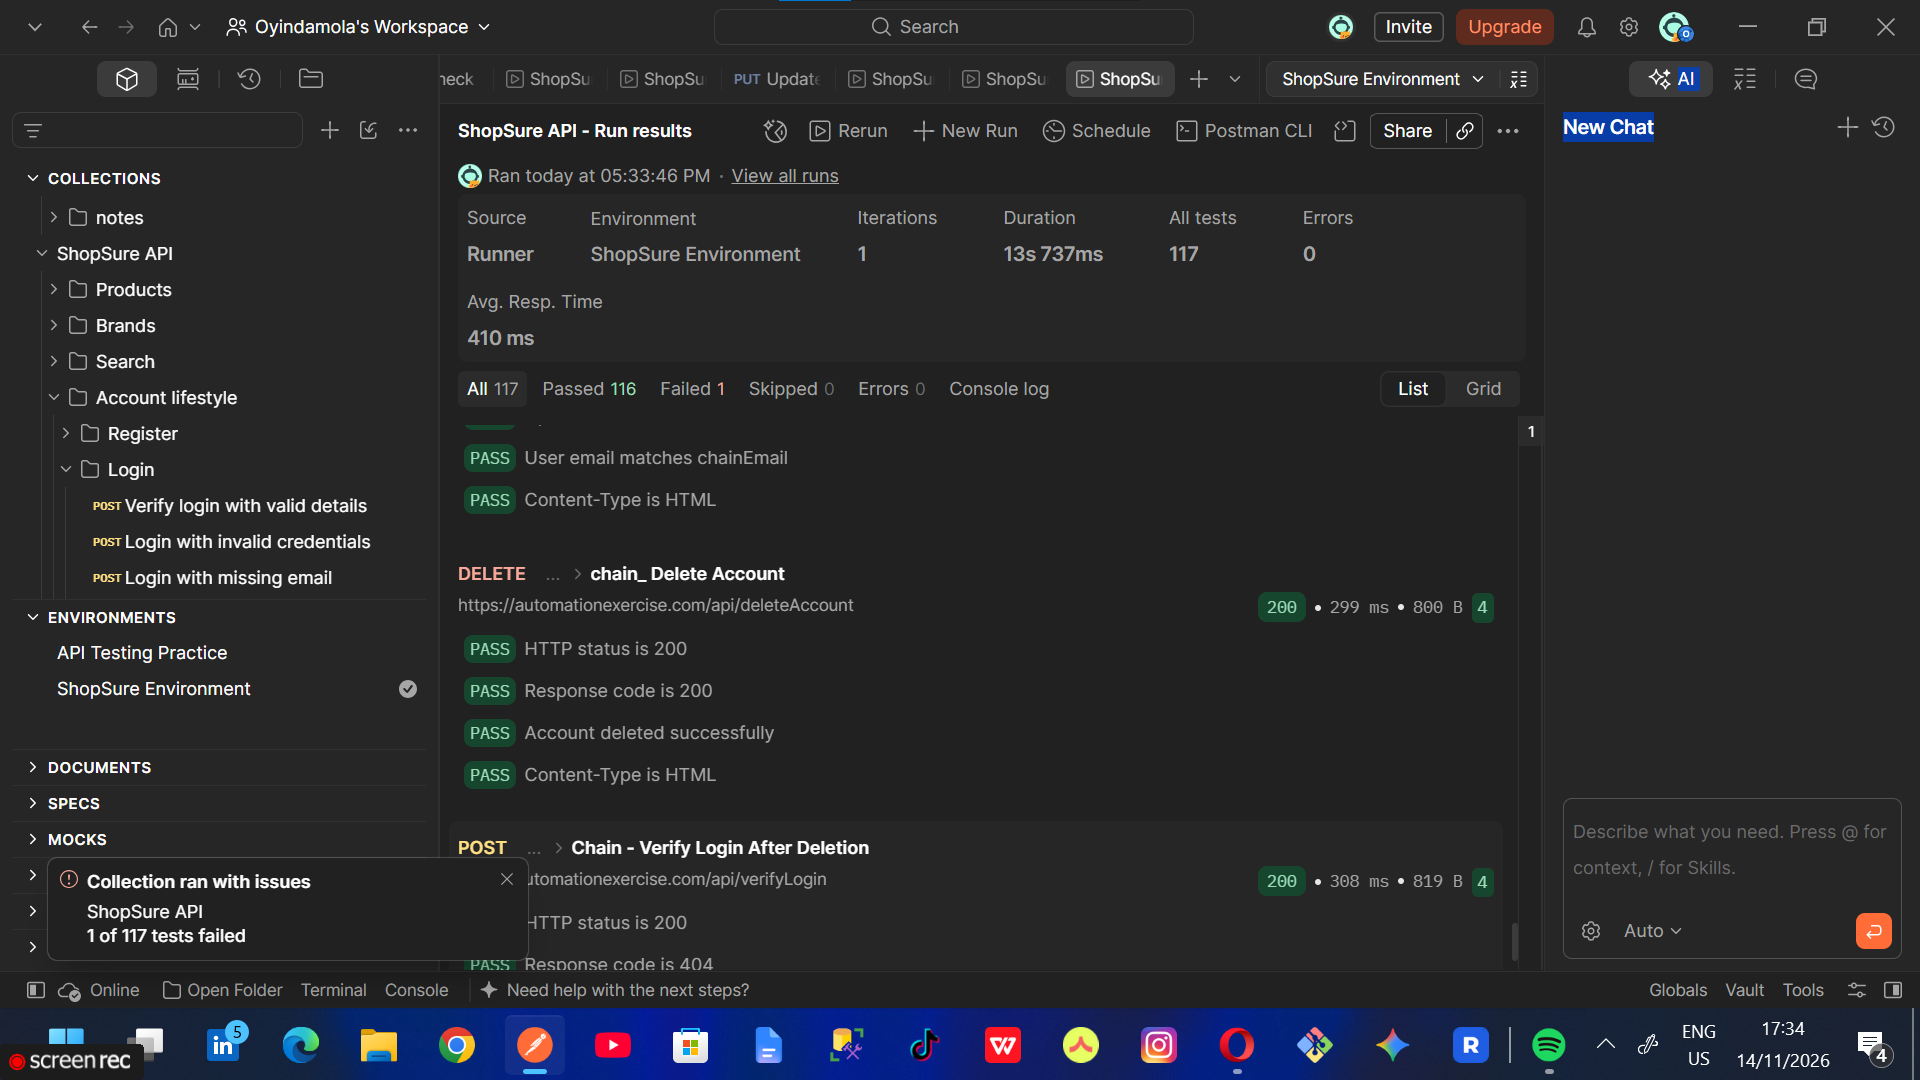 Oyindamola's Workspace
Search
Invite
Upgrade
heck
ShopSu
ShopSu
PUT Update
ShopSu
ShopSu
ShopSu
ShopSure Environment
AI
ShopSure API - Run results
Rerun
New Run
Schedule
Postman CLI
Share
New Chat
Ran today at 05:33:46 PM · View all runs
Source
Environment
Iterations
Duration
All tests
Errors
Runner
ShopSure Environment
1
13s 737ms
117
0
Avg. Resp. Time
410 ms
All 117
Passed 116
Failed 1
Skipped 0
Errors 0
Console log
List
Grid
1
PASS User email matches chainEmail
PASS Content-Type is HTML
DELETE ... > chain_ Delete Account
https://automationexercise.com/api/deleteAccount
200 • 299 ms • 800 B 4
PASS HTTP status is 200
PASS Response code is 200
PASS Account deleted successfully
PASS Content-Type is HTML
POST ... > Chain - Verify Login After Deletion
utomationexercise.com/api/verifyLogin
200 • 308 ms • 819 B 4
HTTP status is 200
PASS Response code is 404
COLLECTIONS
notes
ShopSure API
Products
Brands
Search
Account lifestyle
Register
Login
POST Verify login with valid details
POST Login with invalid credentials
POST Login with missing email
ENVIRONMENTS
API Testing Practice
ShopSure Environment
DOCUMENTS
SPECS
MOCKS
Collection ran with issues
ShopSure API
1 of 117 tests failed
Describe what you need. Press @ for
context, / for Skills.
Auto
Online
Open Folder
Terminal
Console
Need help with the next steps?
Globals
Vault
Tools
5
ENG
US
17:34
14/11/2026
4
screen rec